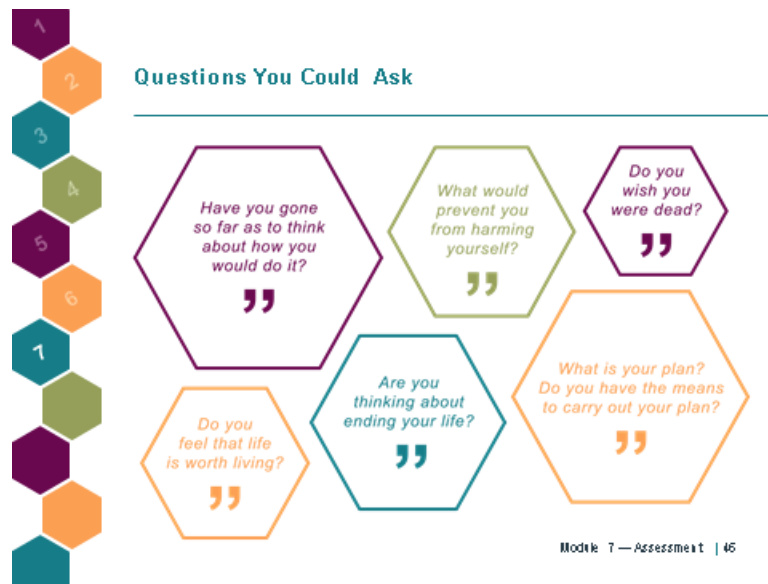 1
2
3
4
5
6
7
Questions You Could Ask
Have you gone
so far as to think
about how you
would do it?
”
What would
prevent you
from harming
yourself?
”
Do you
wish you
were dead?
”
Do you
feel that life
is worth living?
”
Are you
thinking about
ending your life?
”
What is your plan?
Do you have the means
to carry out your plan?
”
Module 7 — Assessment | 46